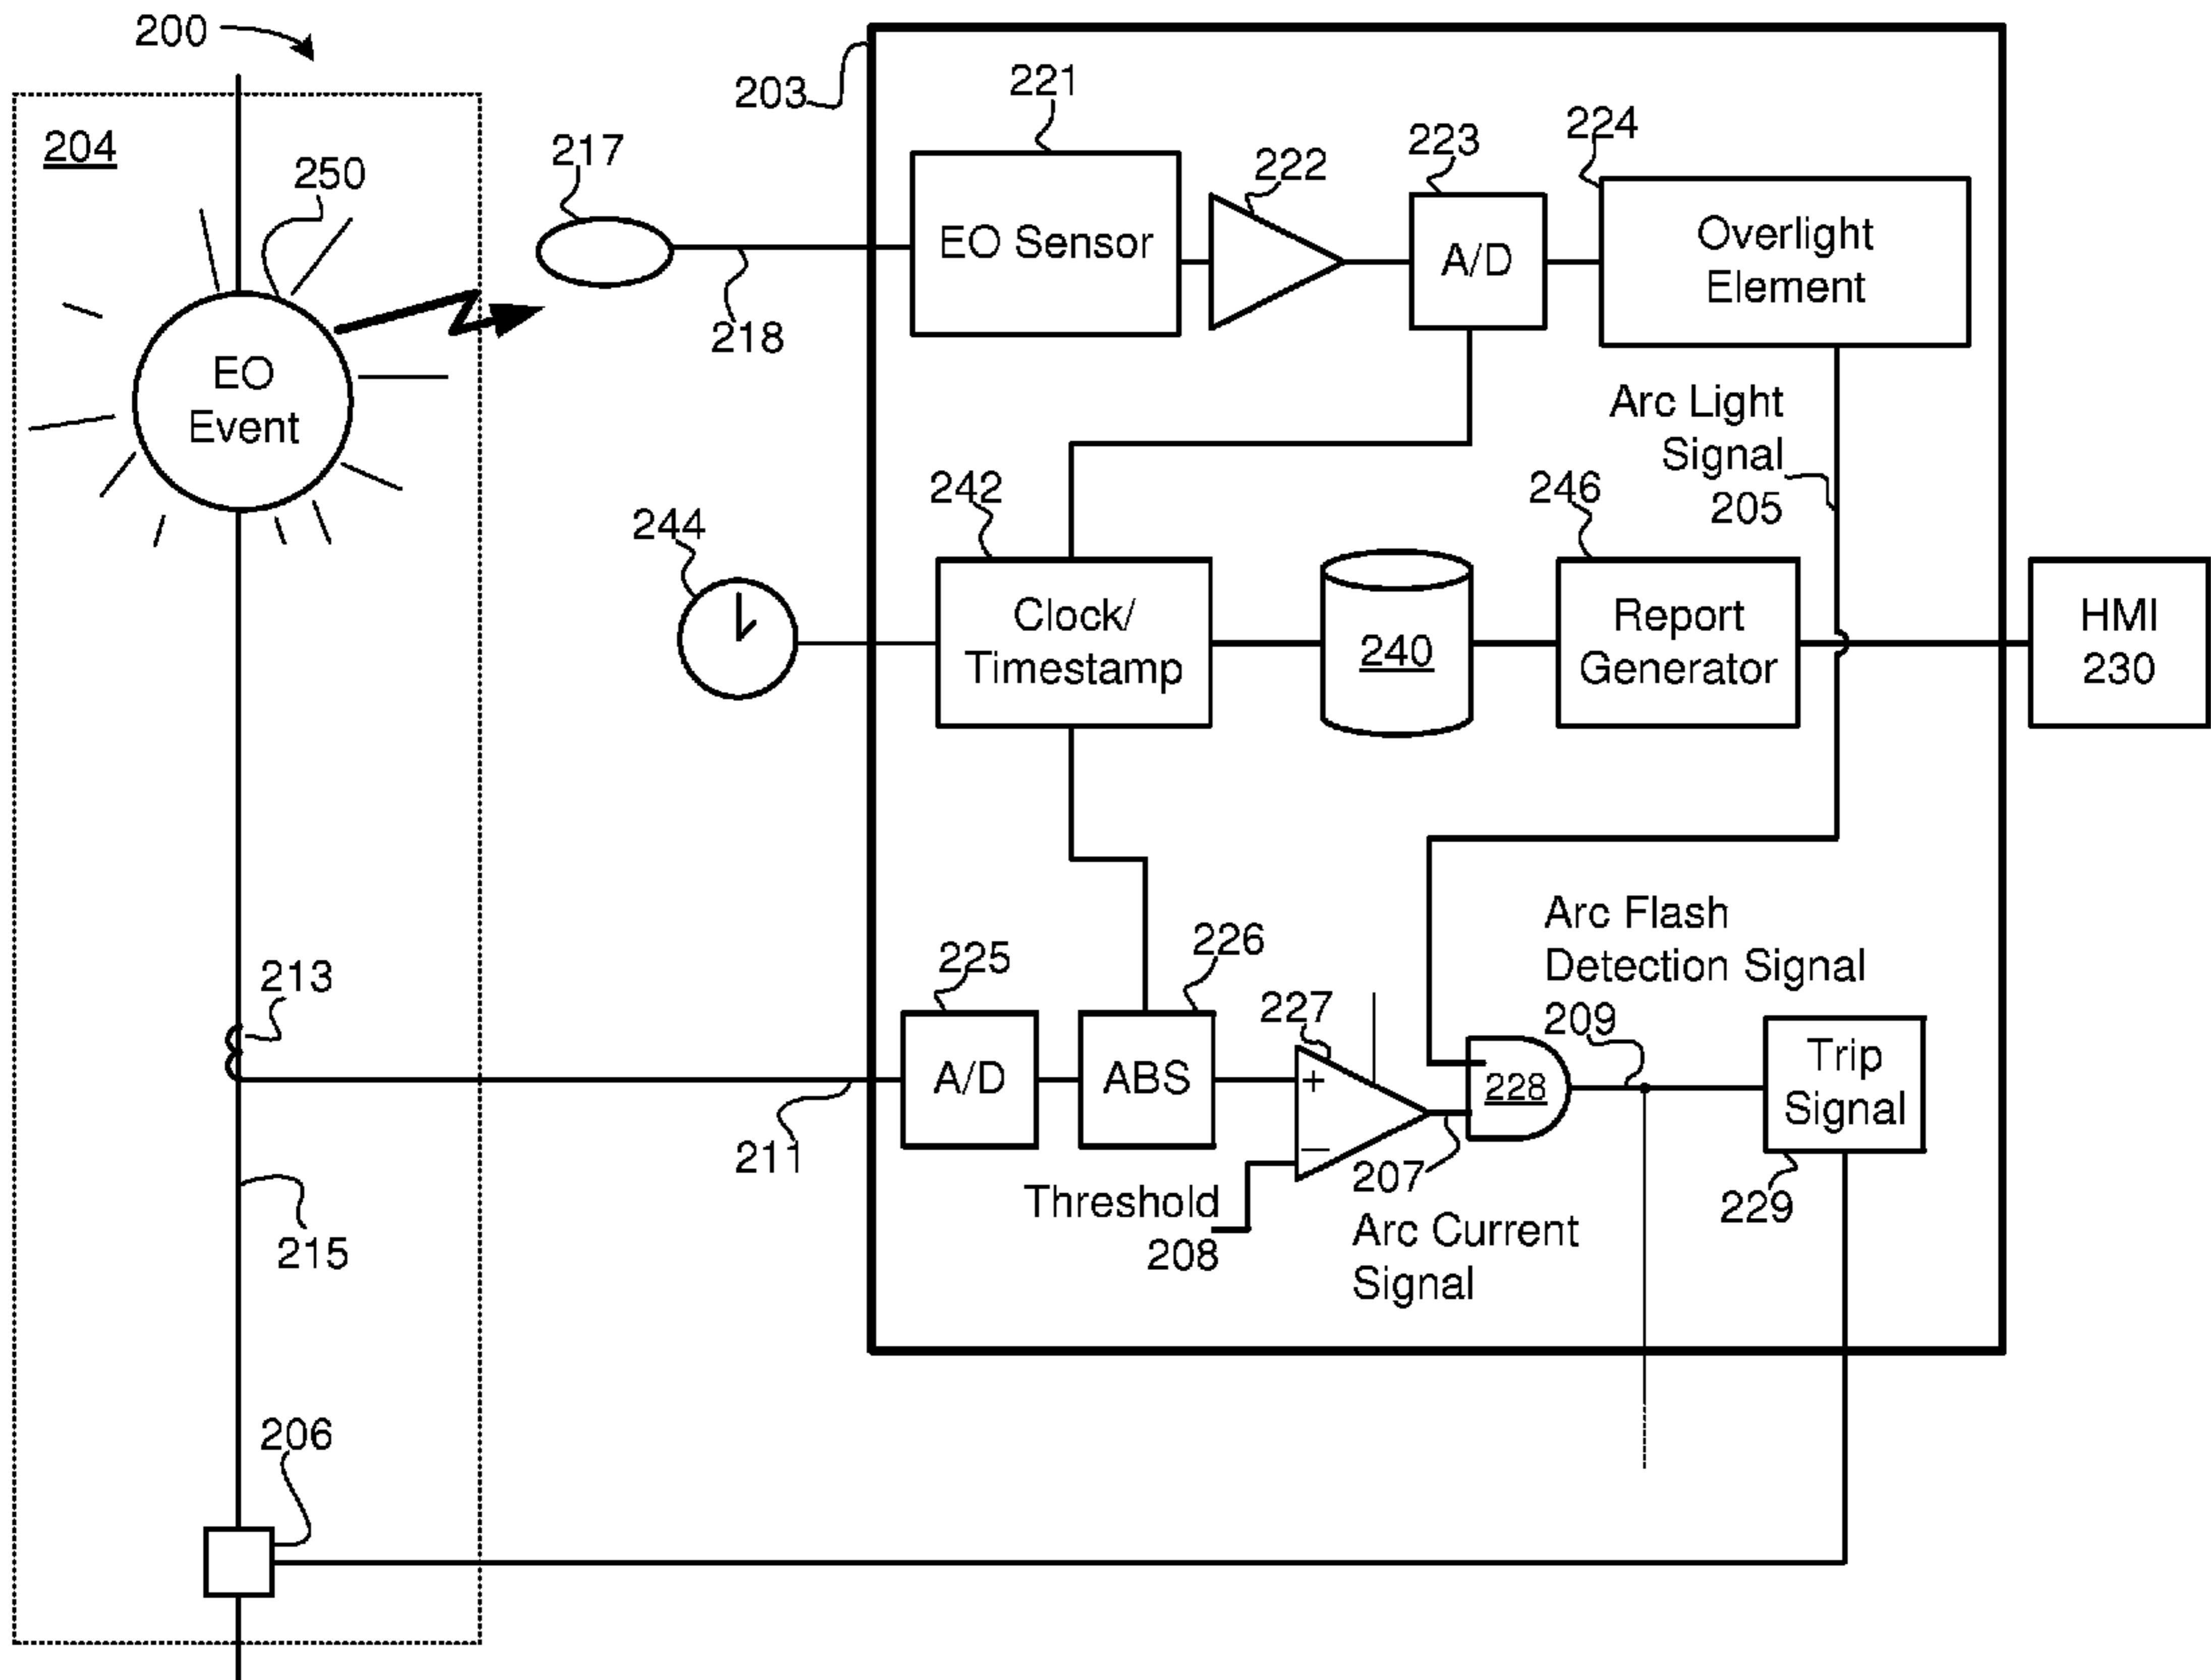 200
203
221
224
204
217
223
222
250
EO Sensor
A/D
Overlight
Element
218
EO
Event
Arc Light
Signal
205
242
246
244
Clock/
Timestamp
240
Report
Generator
HMI
230
Arc Flash
Detection Signal
209
225
226
213
227
A/D
ABS
+
−
228
Trip
Signal
211
207
Arc Current
Signal
Threshold
208
229
215
206